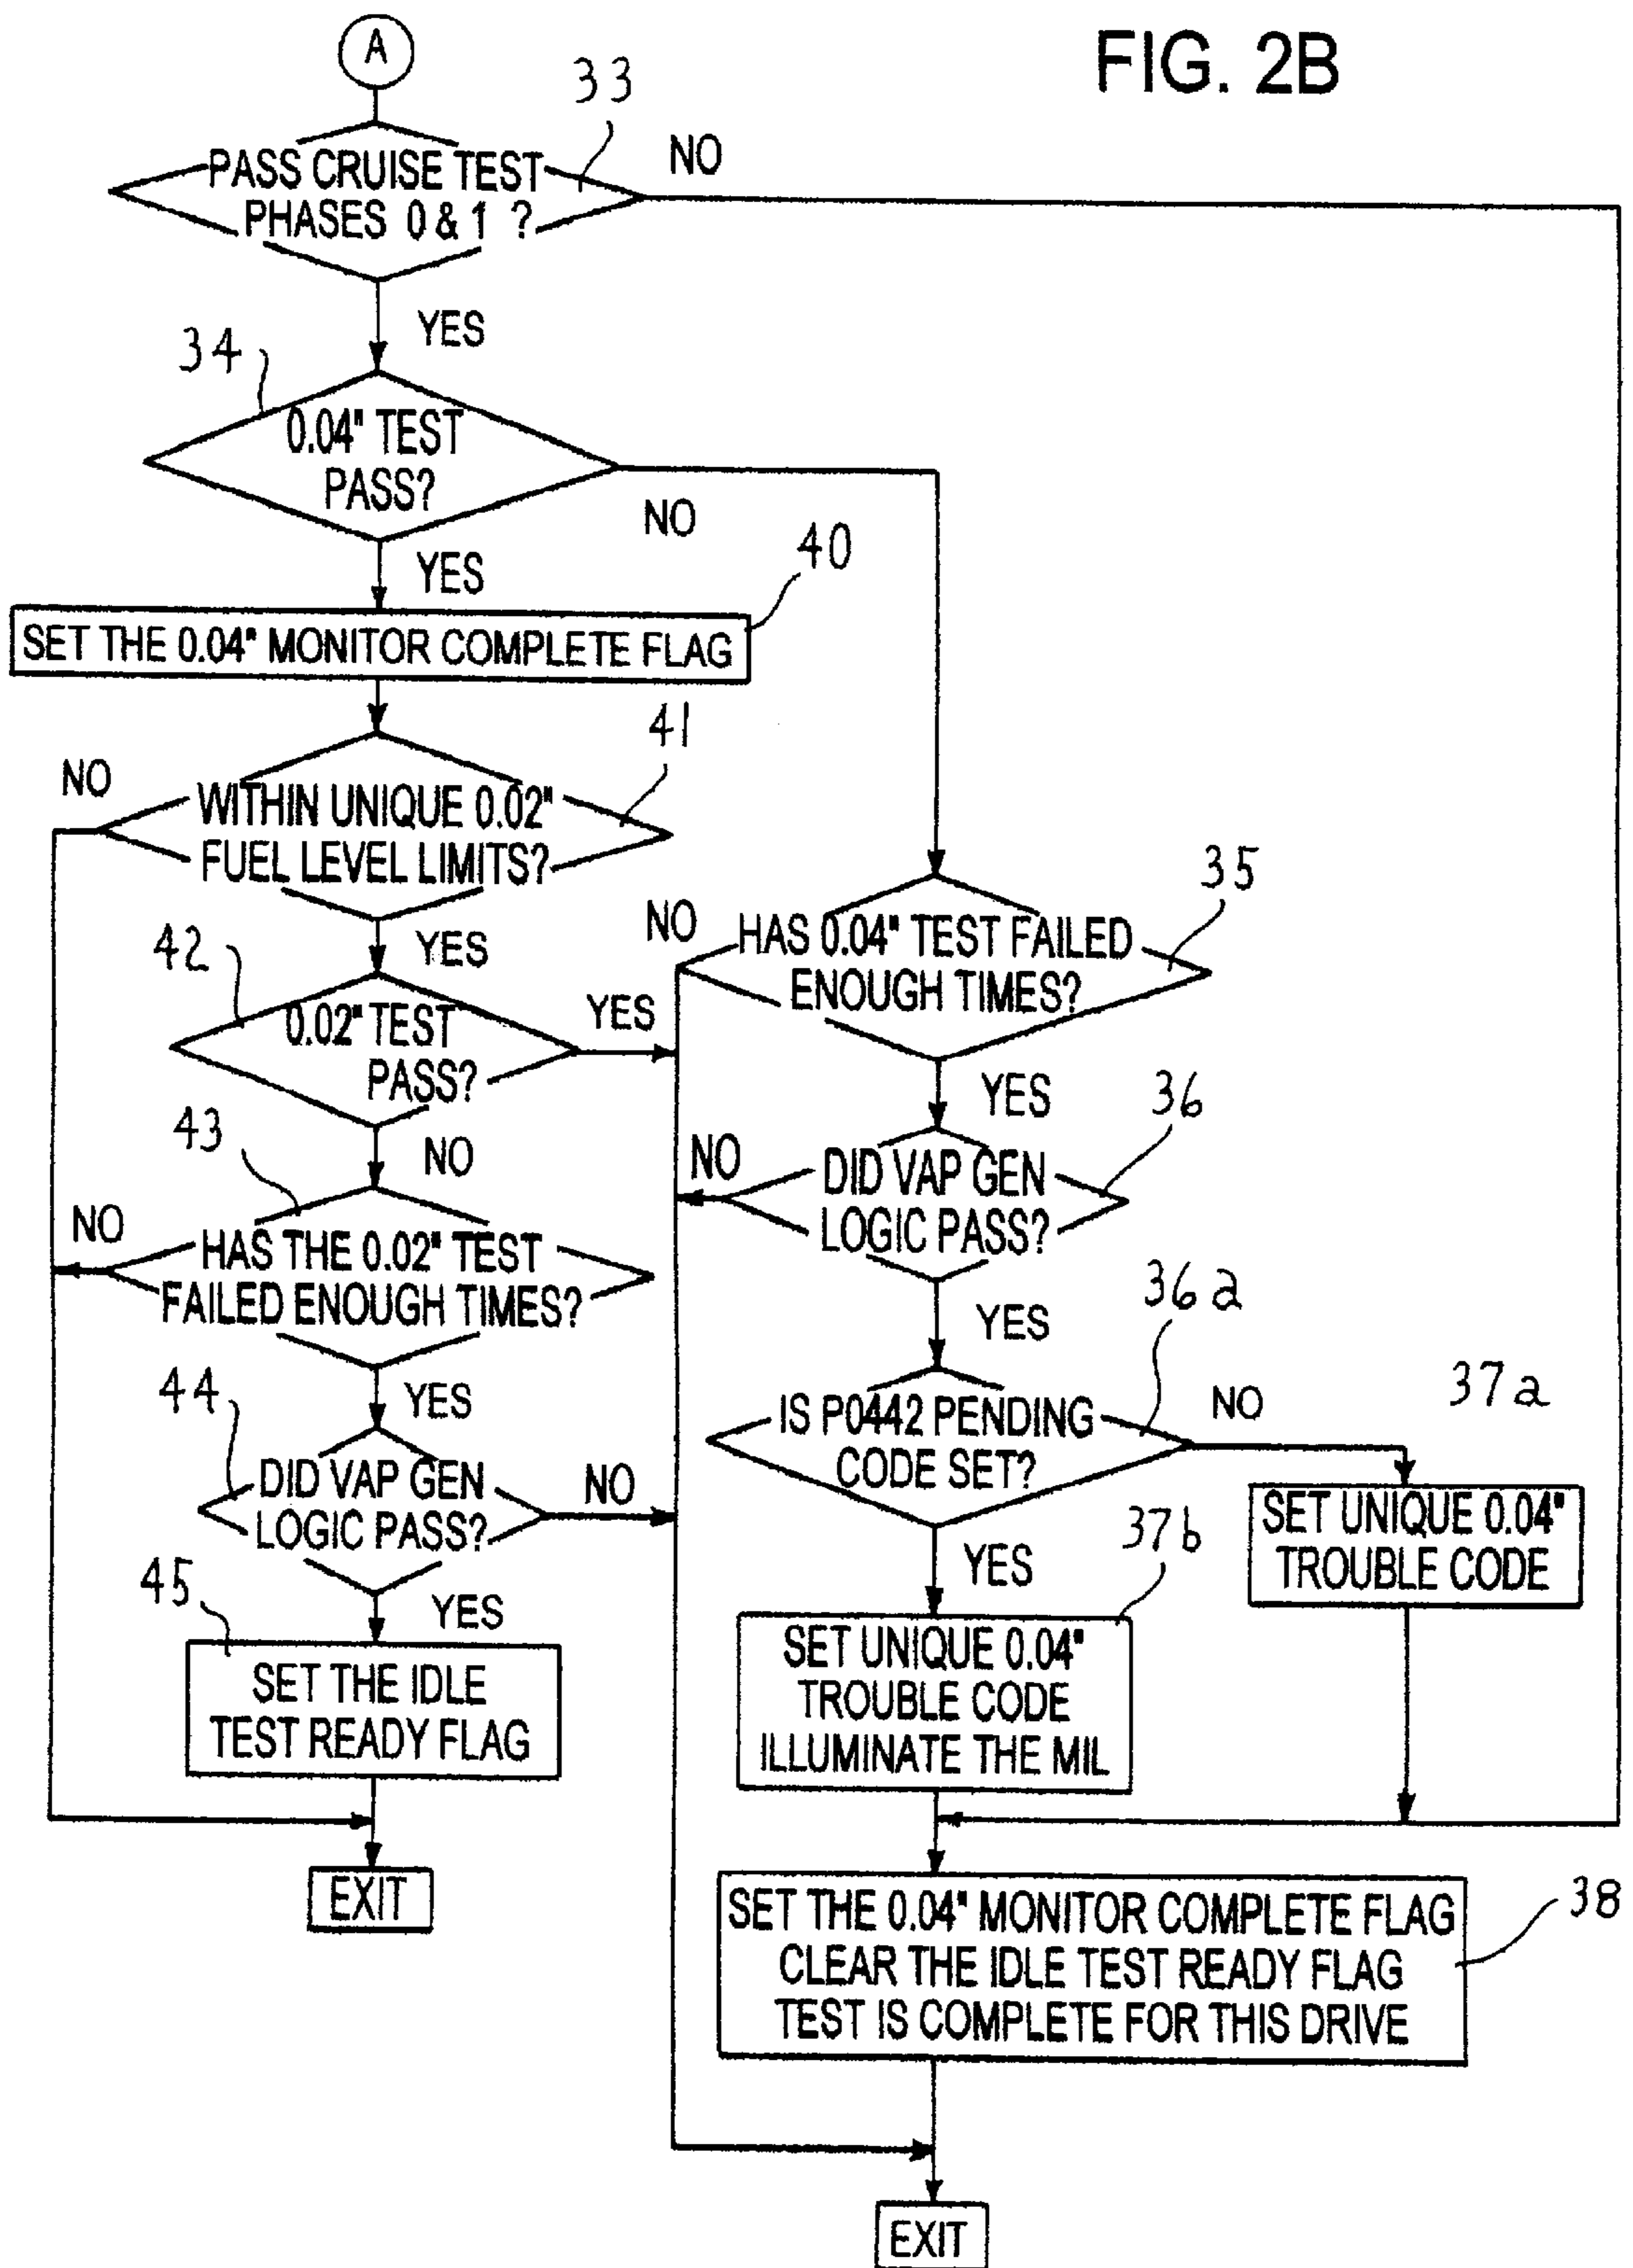 FIG. 2B
A
33
PASS CRUISE TEST
PHASES 0 & 1 ?
NO
YES
34
0.04" TEST
PASS?
NO
YES
40
SET THE 0.04" MONITOR COMPLETE FLAG
41
NO
WITHIN UNIQUE 0.02"
FUEL LEVEL LIMITS?
YES
42
0.02" TEST
PASS?
YES
NO
43
NO
HAS THE 0.02" TEST
FAILED ENOUGH TIMES?
YES
44
DID VAP GEN
LOGIC PASS?
NO
YES
45
SET THE IDLE
TEST READY FLAG
EXIT
35
NO
HAS 0.04" TEST FAILED
ENOUGH TIMES?
YES
36
NO
DID VAP GEN
LOGIC PASS?
YES
36a
IS P0442 PENDING
CODE SET?
NO
37a
SET UNIQUE 0.04"
TROUBLE CODE
YES
37b
SET UNIQUE 0.04"
TROUBLE CODE
ILLUMINATE THE MIL
38
SET THE 0.04" MONITOR COMPLETE FLAG
CLEAR THE IDLE TEST READY FLAG
TEST IS COMPLETE FOR THIS DRIVE
EXIT